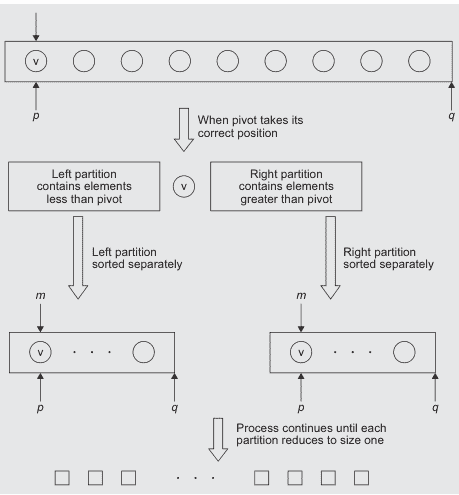 v
p
q
When pivot takes its
correct position
Left partition
contains elements
less than pivot
v
Right partition
contains elements
greater than pivot
Left partition
sorted separately
Right partition
sorted separately
m
m
v . . .
v . . .
p
q
p
q
Process continues until each
partition reduces to size one
. . .